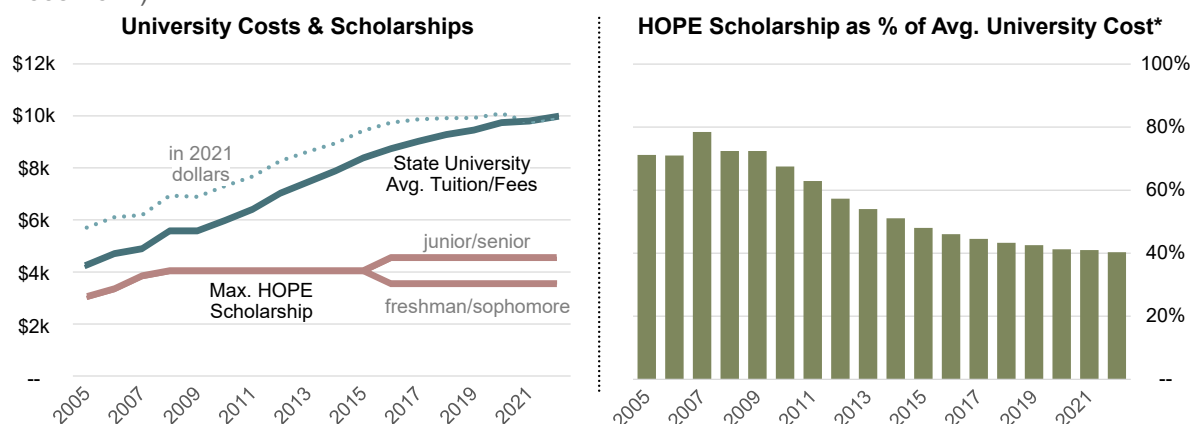 University Costs & Scholarships
$12k
$10k
$8k
$6k
$4k
$2k
--
in 2021
dollars
State University
Avg. Tuition/Fees
junior/senior
Max. HOPE
Scholarship
freshman/sophomore
2005
2007
2009
2011
2013
2015
2017
2019
2021
HOPE Scholarship as % of Avg. University Cost*
100%
80%
60%
40%
20%
--
2005
2007
2009
2011
2013
2015
2017
2019
2021